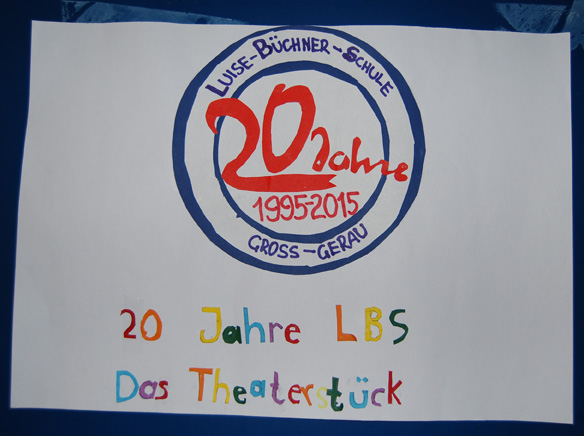 LUISE-BÜCHNER-SCHULE
20 Jahre
1995-2015
GROSS-GERAU
20 Jahre LBS
Das Theaterstück